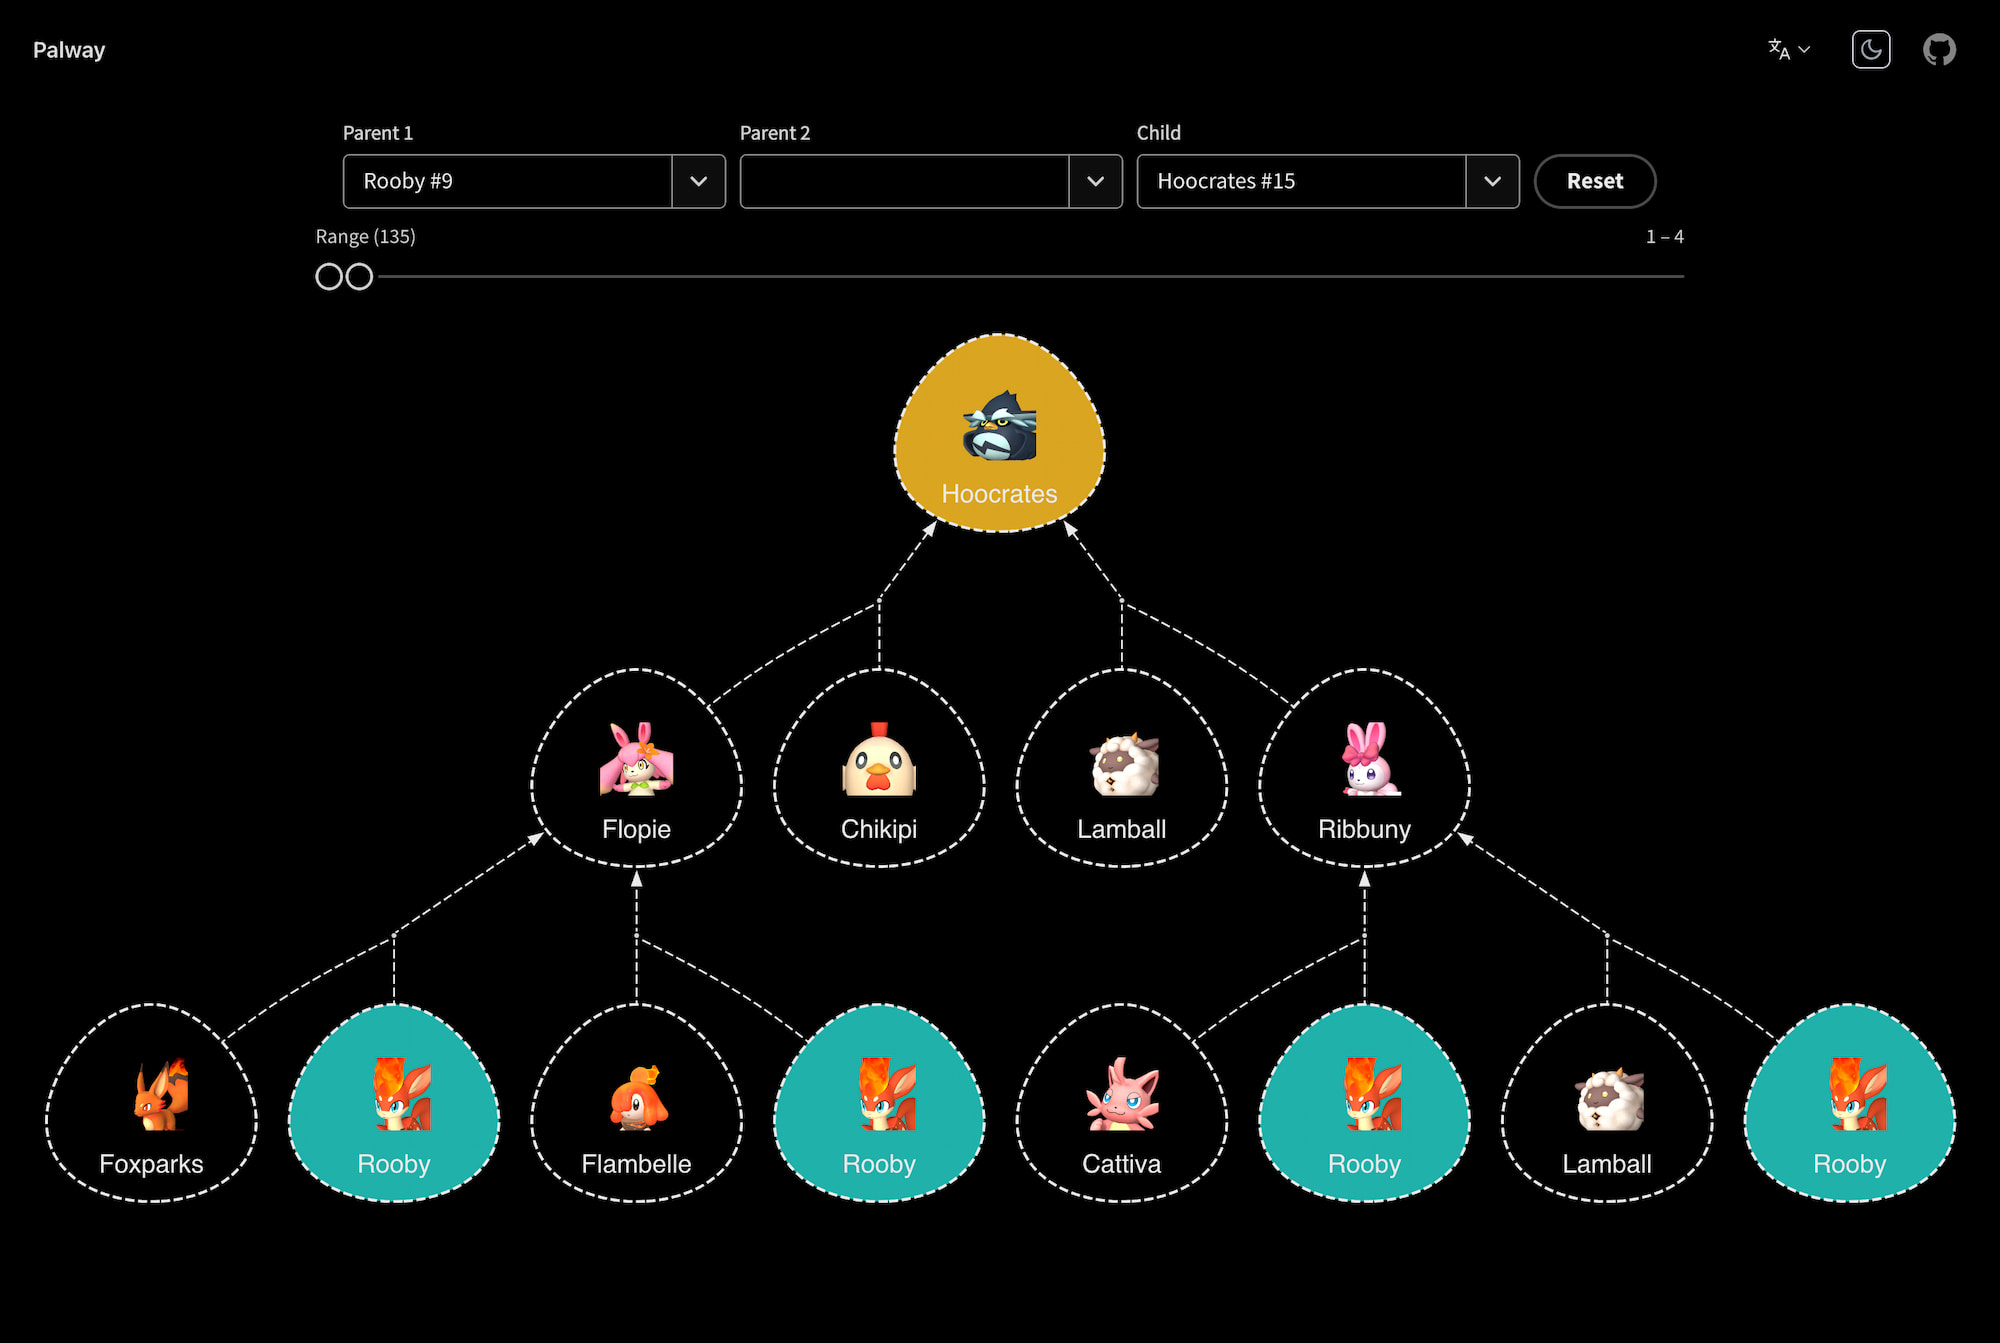 Palway
Parent 1
Parent 2
Child
Rooby #9
Hoocrates #15
Reset
Range (135)
1 – 4
Hoocrates
Flopie
Chikipi
Lamball
Ribbuny
Foxparks
Rooby
Flambelle
Rooby
Cattiva
Rooby
Lamball
Rooby